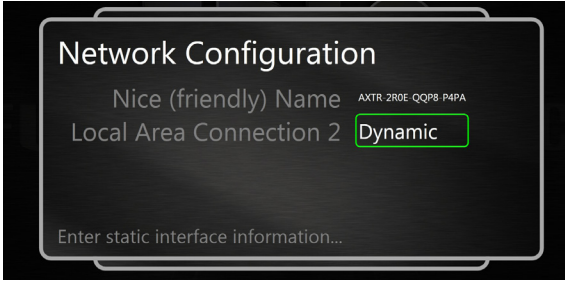 Network Configuration
Nice (friendly) Name AXTR-2R0E-QQP8-P4PA
Local Area Connection 2 Dynamic
Enter static interface information...